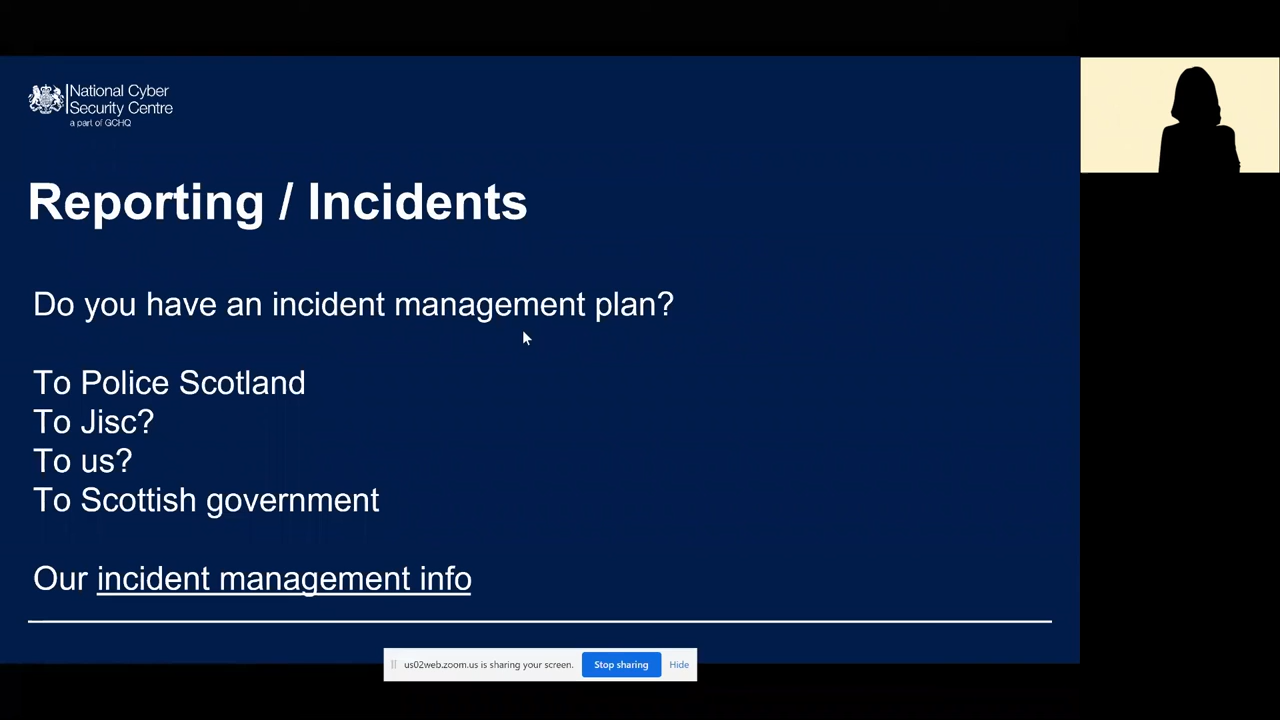 National Cyber
Security Centre
a part of GCHQ
Reporting / Incidents
Do you have an incident management plan?
To Police Scotland
To Jisc?
To us?
To Scottish government
Our incident management info
us02web.zoom.us is sharing your screen. Stop sharing Hide